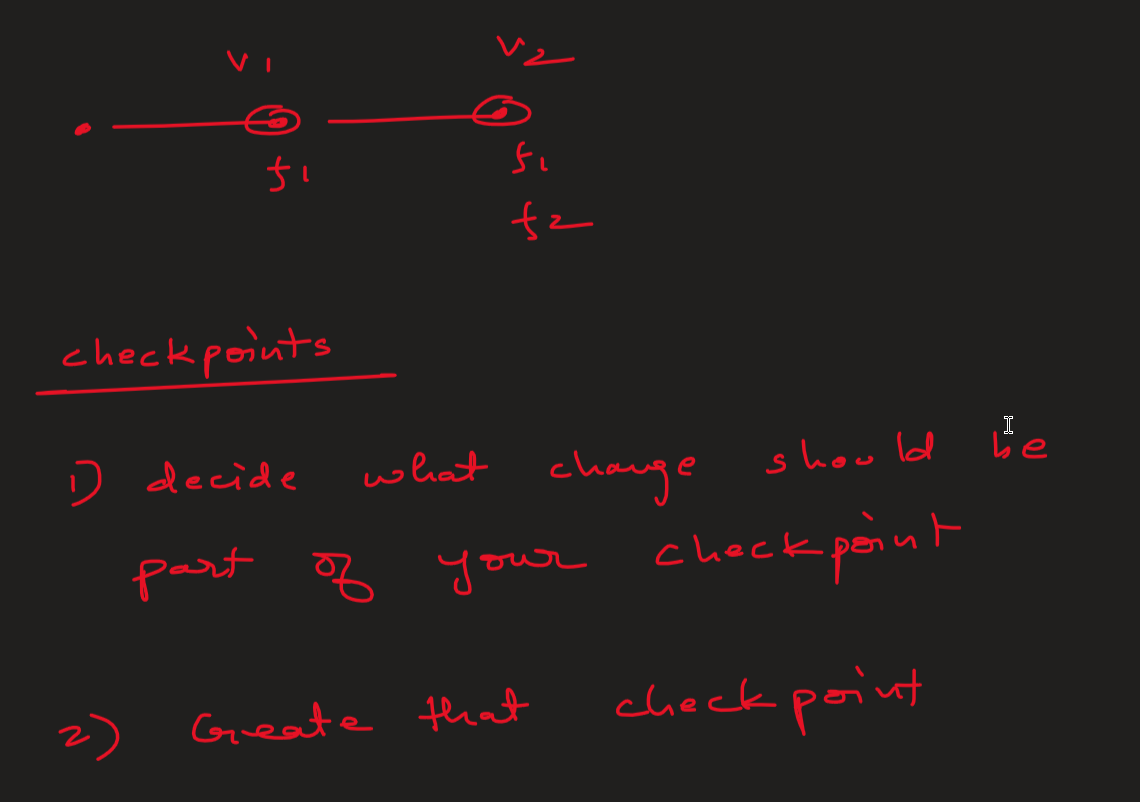 v1 v2
f1 f1
f2
checkpoints
1) decide what change should be
part of your checkpoint
2) Create that checkpoint